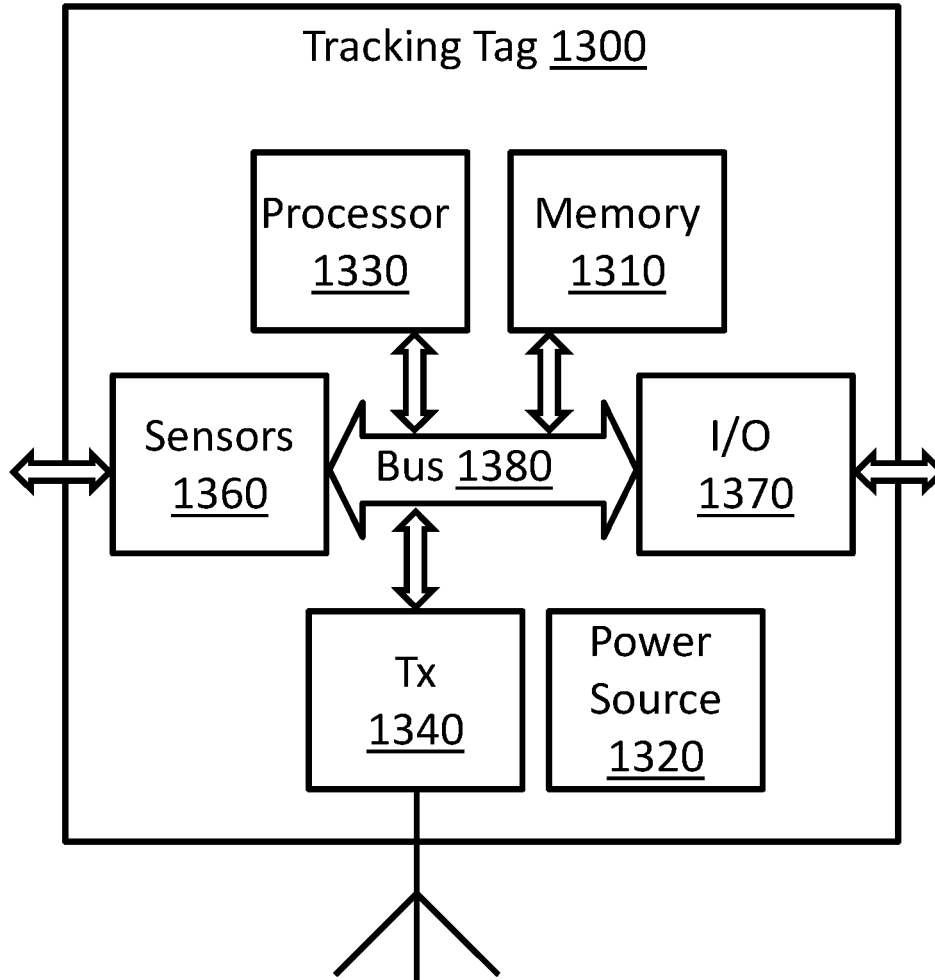 Tracking Tag 1300
Processor
1330
Memory
1310
Sensors
1360
Bus 1380
I/O
1370
Tx
1340
Power
Source
1320